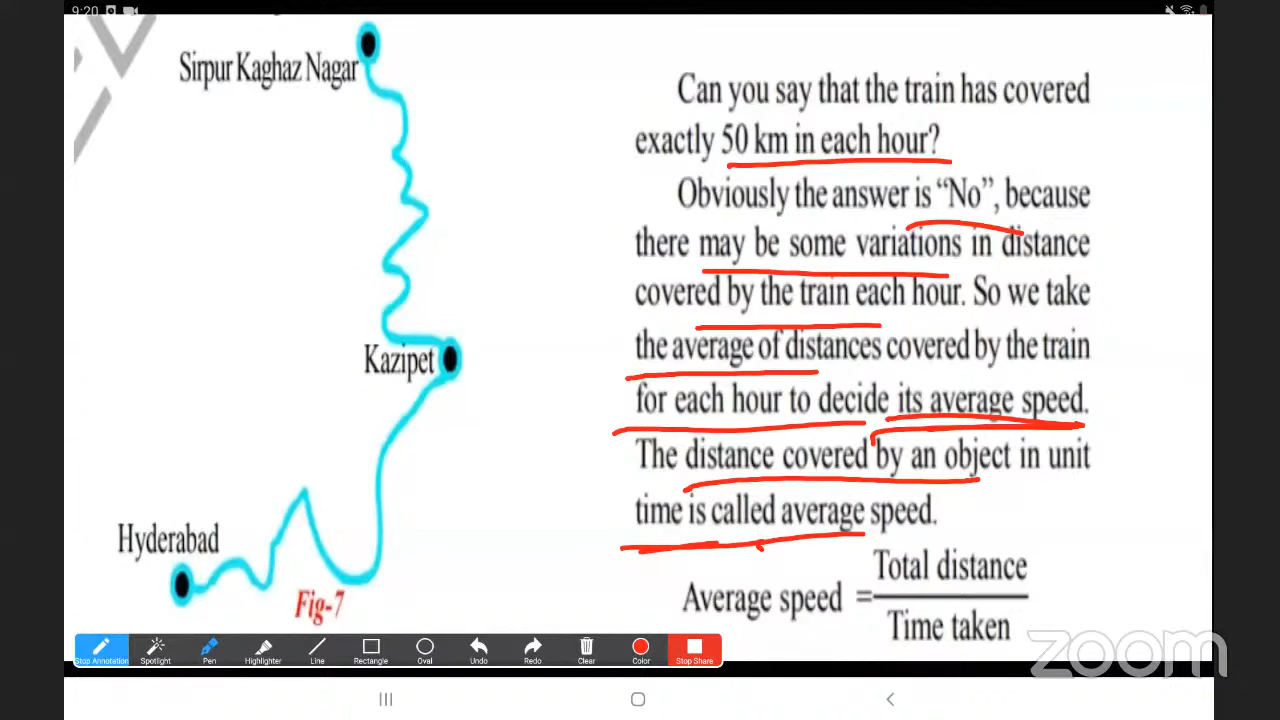 9:20
Sirpur Kaghaz Nagar
Kazipet
Hyderabad
Fig-7
Can you say that the train has covered
exactly 50 km in each hour?
Obviously the answer is “No”, because
there may be some variations in distance
covered by the train each hour. So we take
the average of distances covered by the train
for each hour to decide its average speed.
The distance covered by an object in unit
time is called average speed.
Average speed = Total distance
Time taken
Stop Annotation Spotlight Pen Highlighter Line Rectangle Oval Undo Redo Clear Color Stop Share
zoom